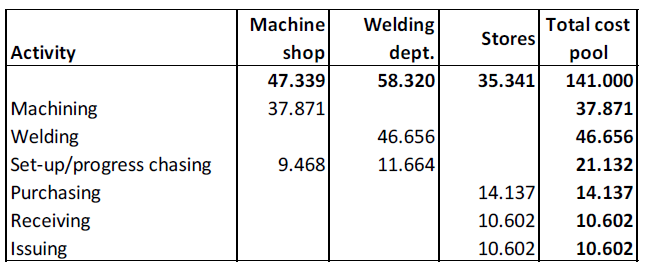 Activity Machine shop Welding dept. Stores Total cost pool
47.339 58.320 35.341 141.000
Machining 37.871 37.871
Welding 46.656 46.656
Set-up/progress chasing 9.468 11.664 21.132
Purchasing 14.137 14.137
Receiving 10.602 10.602
Issuing 10.602 10.602